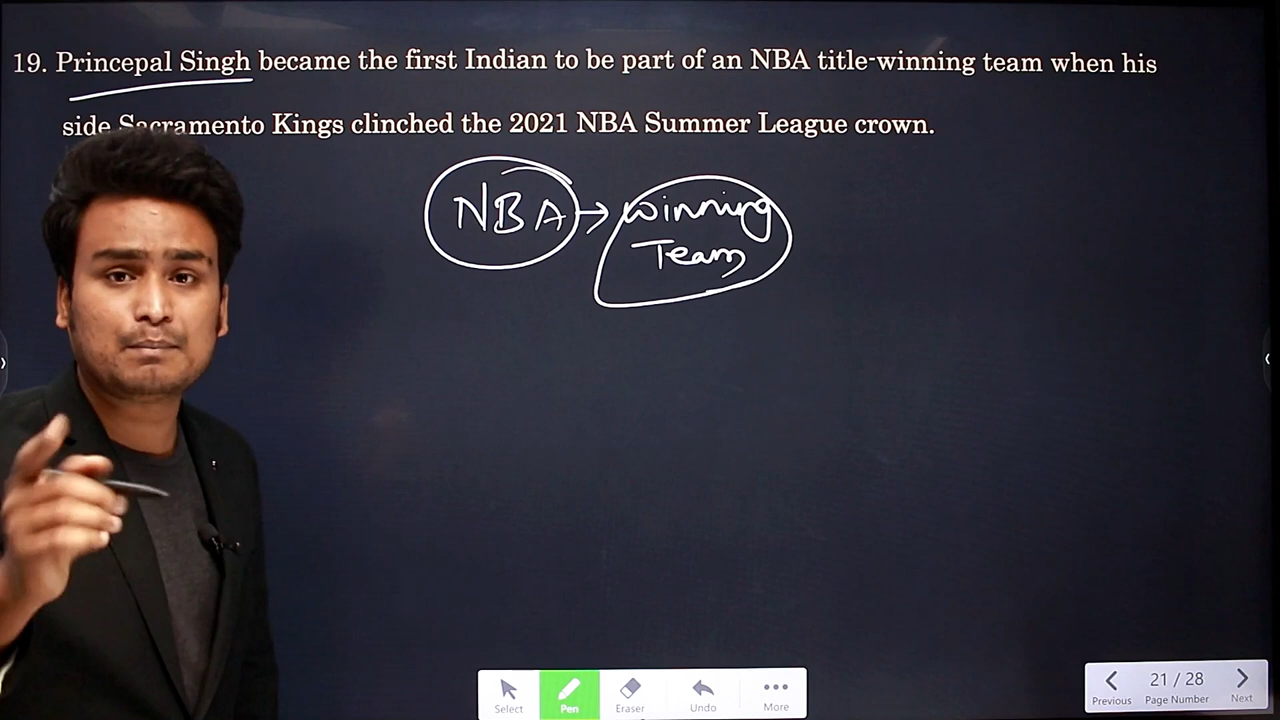 19. Princepal Singh became the first Indian to be part of an NBA title-winning team when his
side Sacramento Kings clinched the 2021 NBA Summer League crown.
NBA → winning
Team
Select
Pen
Eraser
Undo
More
Previous
21 / 28
Page Number
Next